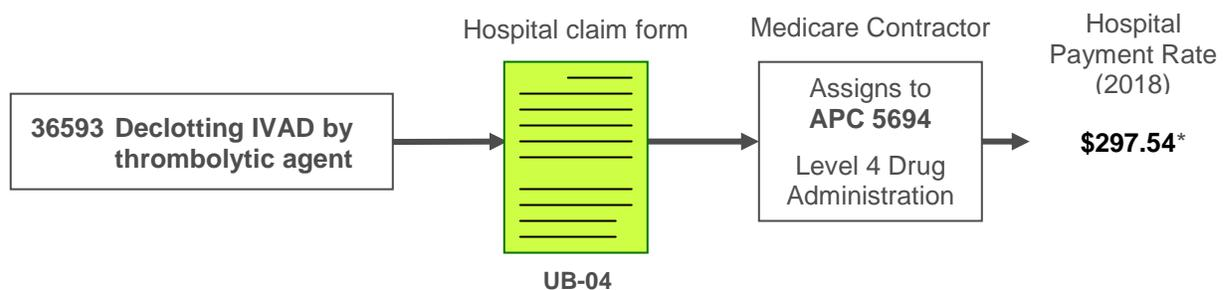 Hospital claim form
Medicare Contractor
Hospital
Payment Rate
(2018)
36593 Declotting IVAD by
thrombolytic agent
Assigns to
APC 5694
Level 4 Drug
Administration
$297.54*
UB-04